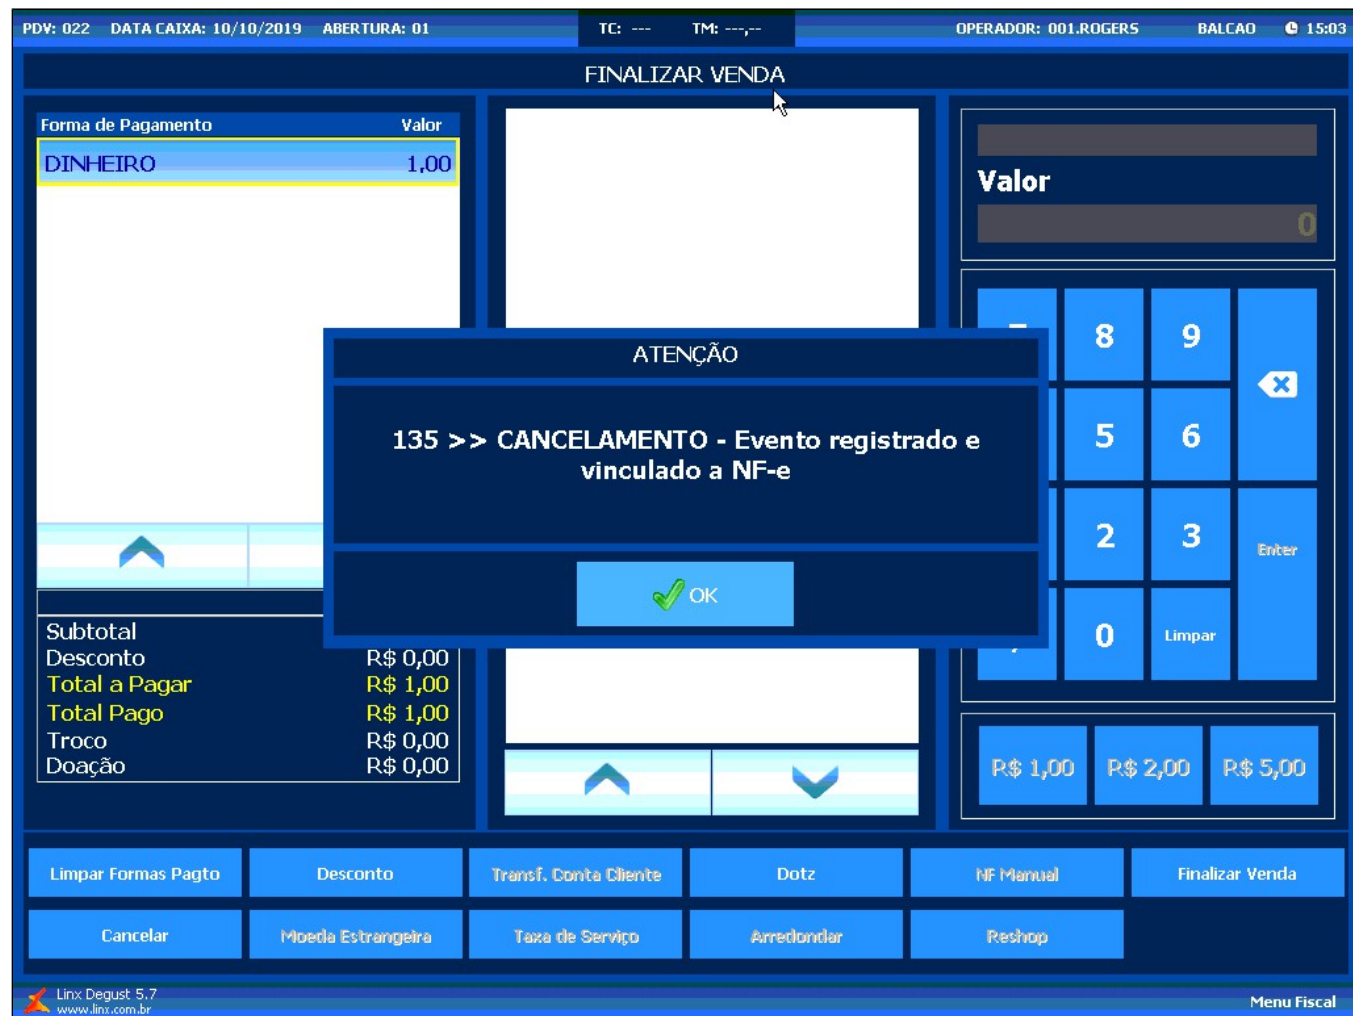 PDV: 022 DATA CAIXA: 10/10/2019 ABERTURA: 01 TC: --- TM: ---,-- OPERADOR: 001.ROGERS BALCAO 15:03
FINALIZAR VENDA
Forma de Pagamento Valor
DINHEIRO 1,00
Valor
0
8 9
5 6
2 3 Enter
0 Limpar
ATENÇÃO
135 >> CANCELAMENTO - Evento registrado e
vinculado a NF-e
OK
Subtotal
Desconto R$ 0,00
Total a Pagar R$ 1,00
Total Pago R$ 1,00
Troco R$ 0,00
Doação R$ 0,00
R$ 1,00 R$ 2,00 R$ 5,00
Limpar Formas Pagto Desconto Transf. Conta Cliente Dotz NF Manual Finalizar Venda
Cancelar Moeda Estrangeira Taxa de Serviço Arredondar Reshop
Linx Degust 5.7
www.linx.com.br
Menu Fiscal